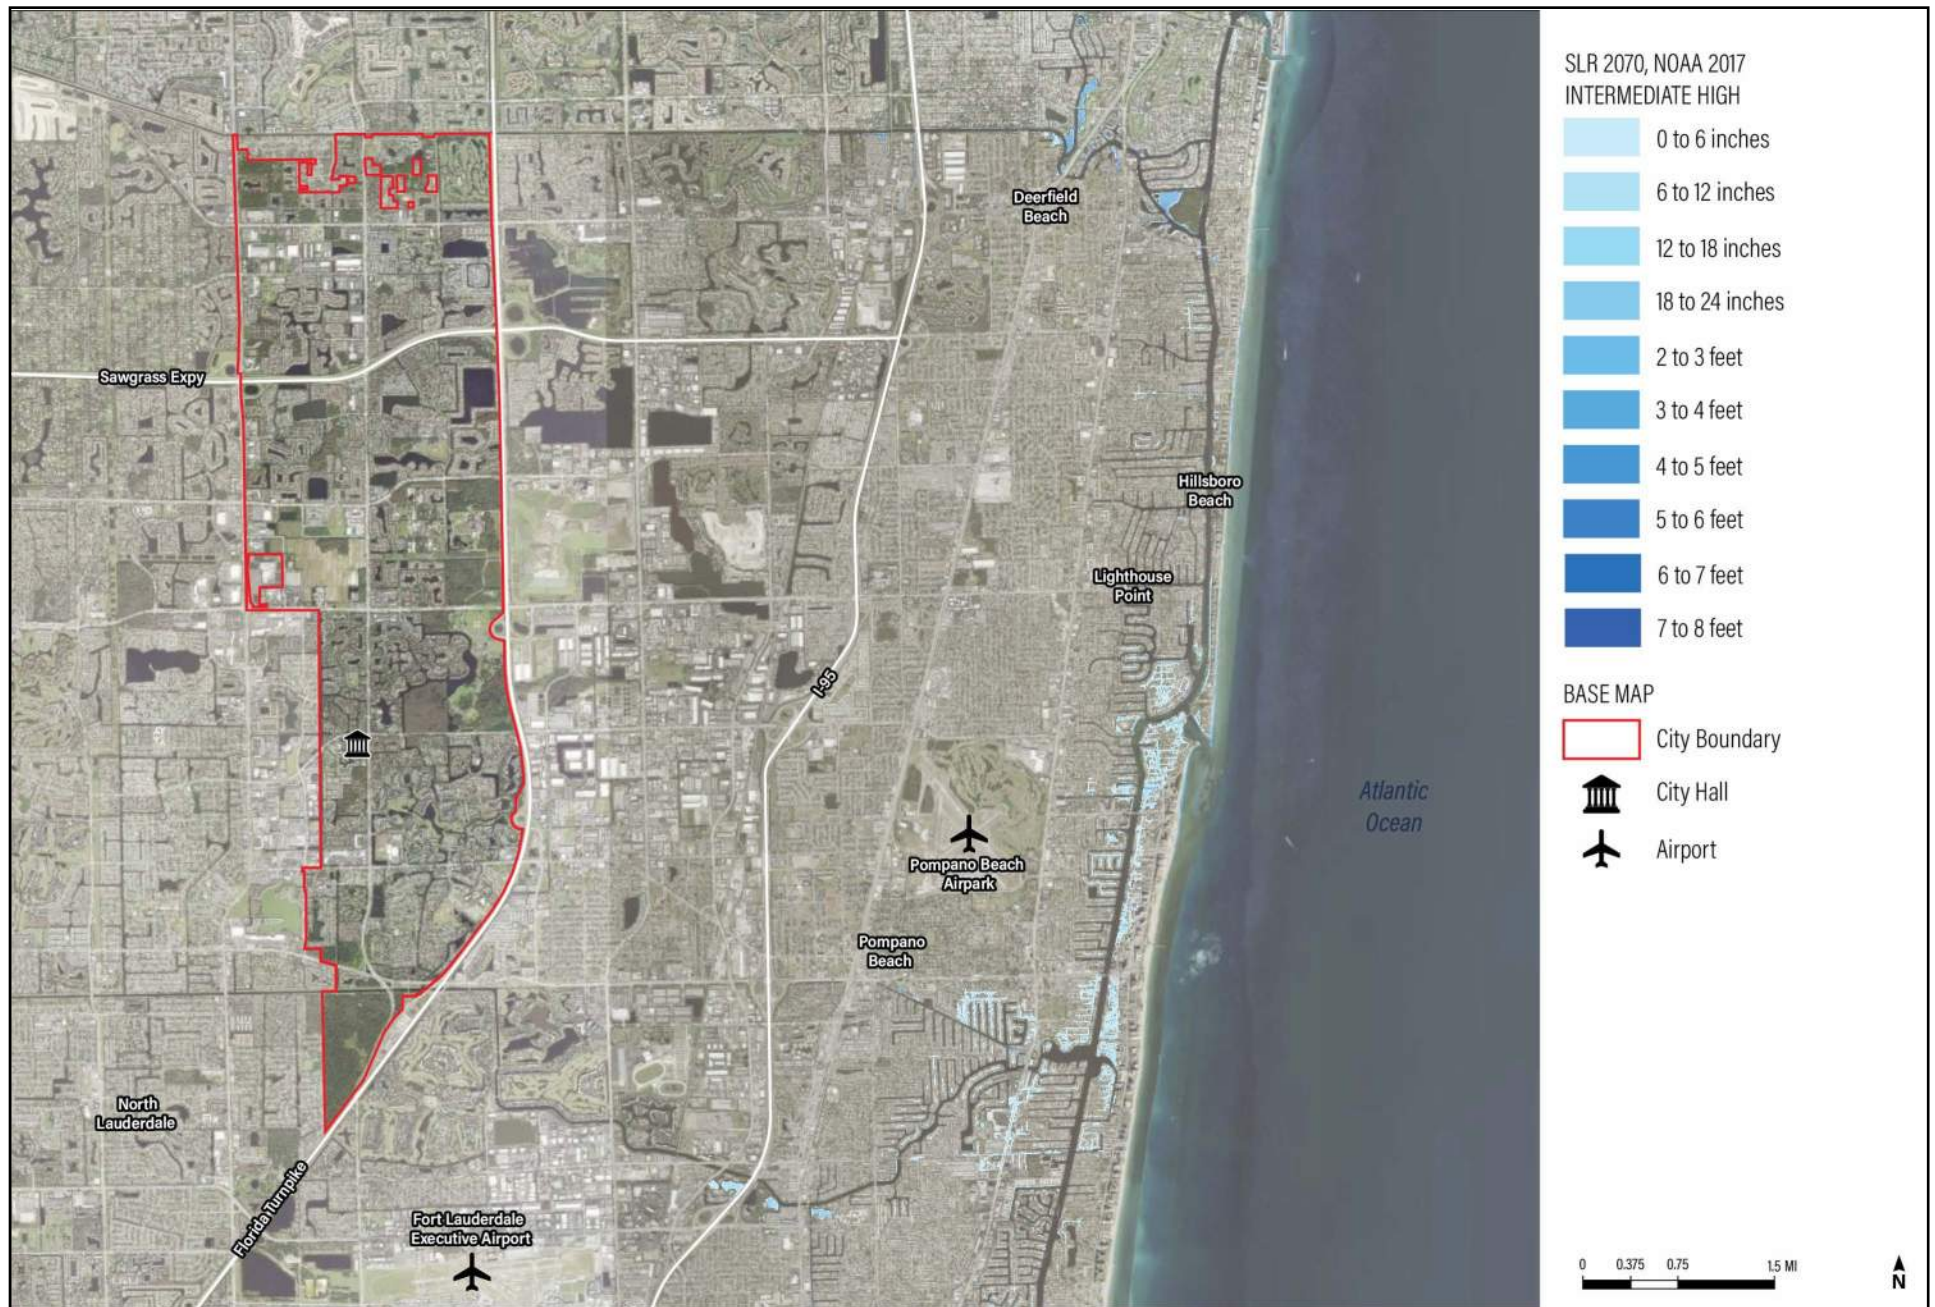 SLR 2070, NOAA 2017
INTERMEDIATE HIGH
0 to 6 inches
6 to 12 inches
12 to 18 inches
18 to 24 inches
2 to 3 feet
3 to 4 feet
4 to 5 feet
5 to 6 feet
6 to 7 feet
7 to 8 feet
BASE MAP
City Boundary
City Hall
Airport
0 0.375 0.75 1.5 MI
N
Deerfield
Beach
Sawgrass Expy
Hillsboro
Beach
Lighthouse
Point
I-95
Atlantic
Ocean
Pompano Beach
Airpark
Pompano
Beach
North
Lauderdale
Florida Turnpike
Fort Lauderdale
Executive Airport